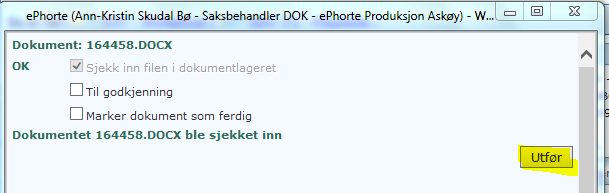 ePhorte (Ann-Kristin Skudal Bø - Saksbehandler DOK - ePhorte Produksjon Askøy) - W...
Dokument: 164458.DOCX
OK Sjekk inn filen i dokumentlageret
Til godkjenning
Marker dokument som ferdig
Dokumentet 164458.DOCX ble sjekket inn
Utfør